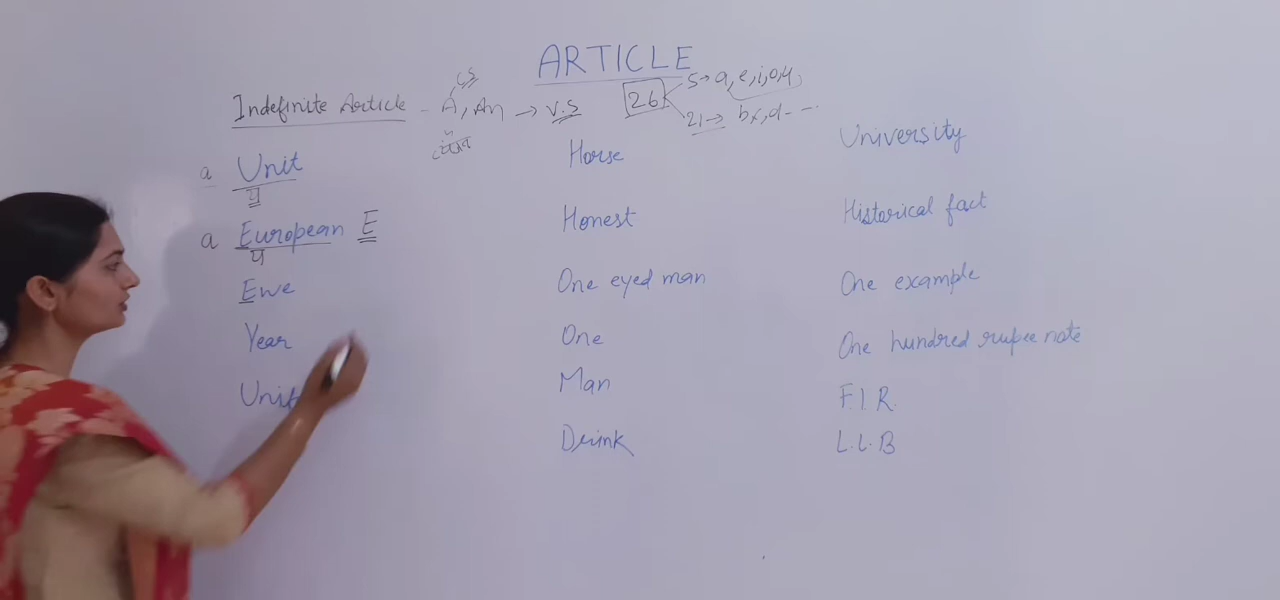 ARTICLE
C.S
Indefinite Article - A, An → V.S
26
5 → a, e, i, o, u,
21 → b, c, d - - -
a Unit
य
a European E
य
Ewe
Year
Horse
Honest
One eyed man
One
Man
Drink
University
Historical fact
One example
One hundred rupee note
F.I.R.
L.L.B